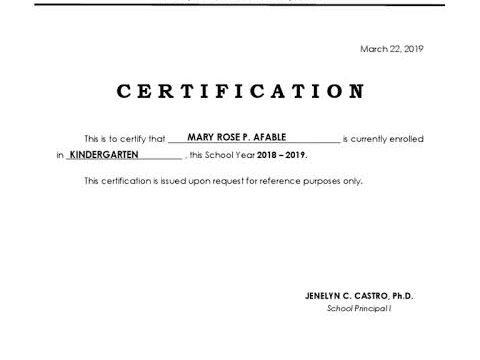 March 22, 2019
CERTIFICATION
This is to certify that MARY ROSE P. AFABLE is currently enrolled
in KINDERGARTEN , this School Year 2018 – 2019.
This certification is issued upon request for reference purposes only.
JENELYN C. CASTRO, Ph.D.
School Principal I